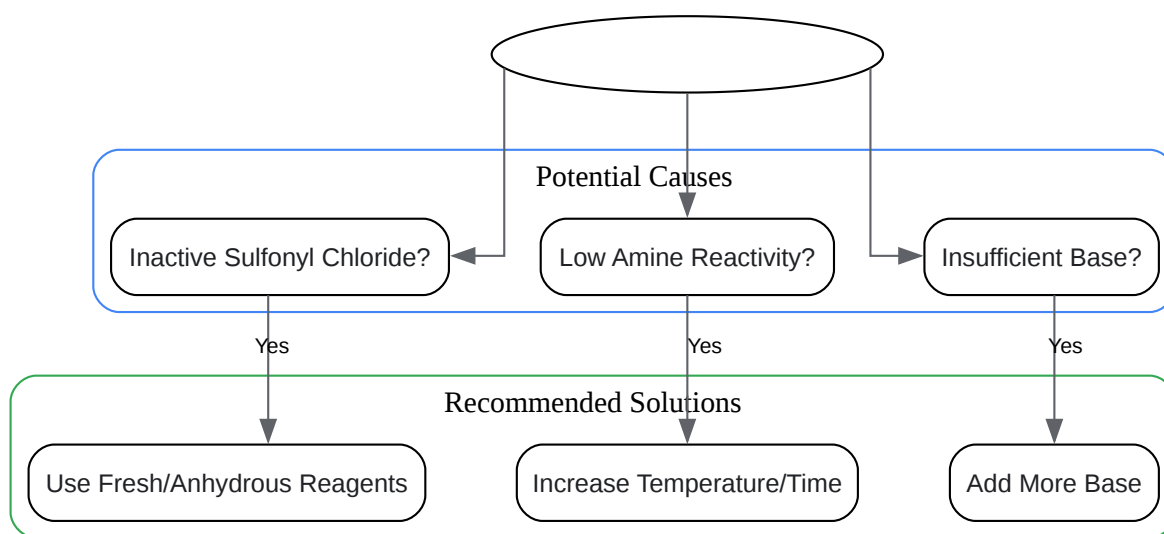 Potential Causes
Inactive Sulfonyl Chloride?
Low Amine Reactivity?
Insufficient Base?
Yes
Yes
Yes
Recommended Solutions
Use Fresh/Anhydrous Reagents
Increase Temperature/Time
Add More Base